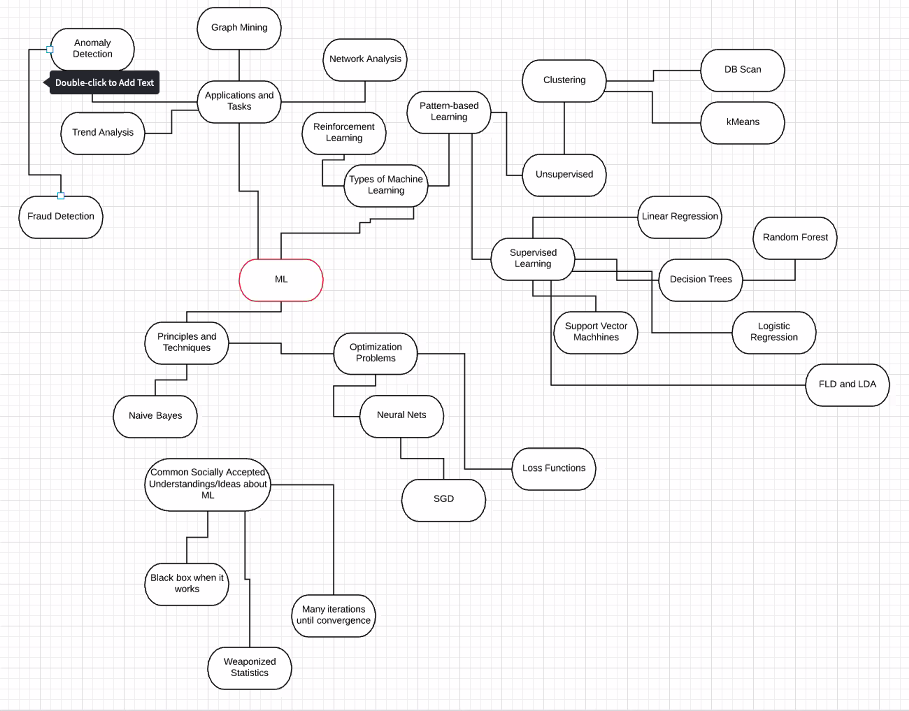 Graph Mining
Anomaly
Detection
Network Analysis
Double-click to Add Text
Applications and
Tasks
Trend Analysis
Reinforcement
Learning
Pattern-based
Learning
Clustering
DB Scan
kMeans
Types of Machine
Learning
Unsupervised
Fraud Detection
Linear Regression
Random Forest
Supervised
Learning
Decision Trees
ML
Support Vector
Machhines
Logistic
Regression
Principles and
Techniques
Optimization
Problems
FLD and LDA
Naive Bayes
Neural Nets
Loss Functions
SGD
Common Socially Accepted
Understandings/Ideas about
ML
Black box when it
works
Many iterations
until convergence
Weaponized
Statistics